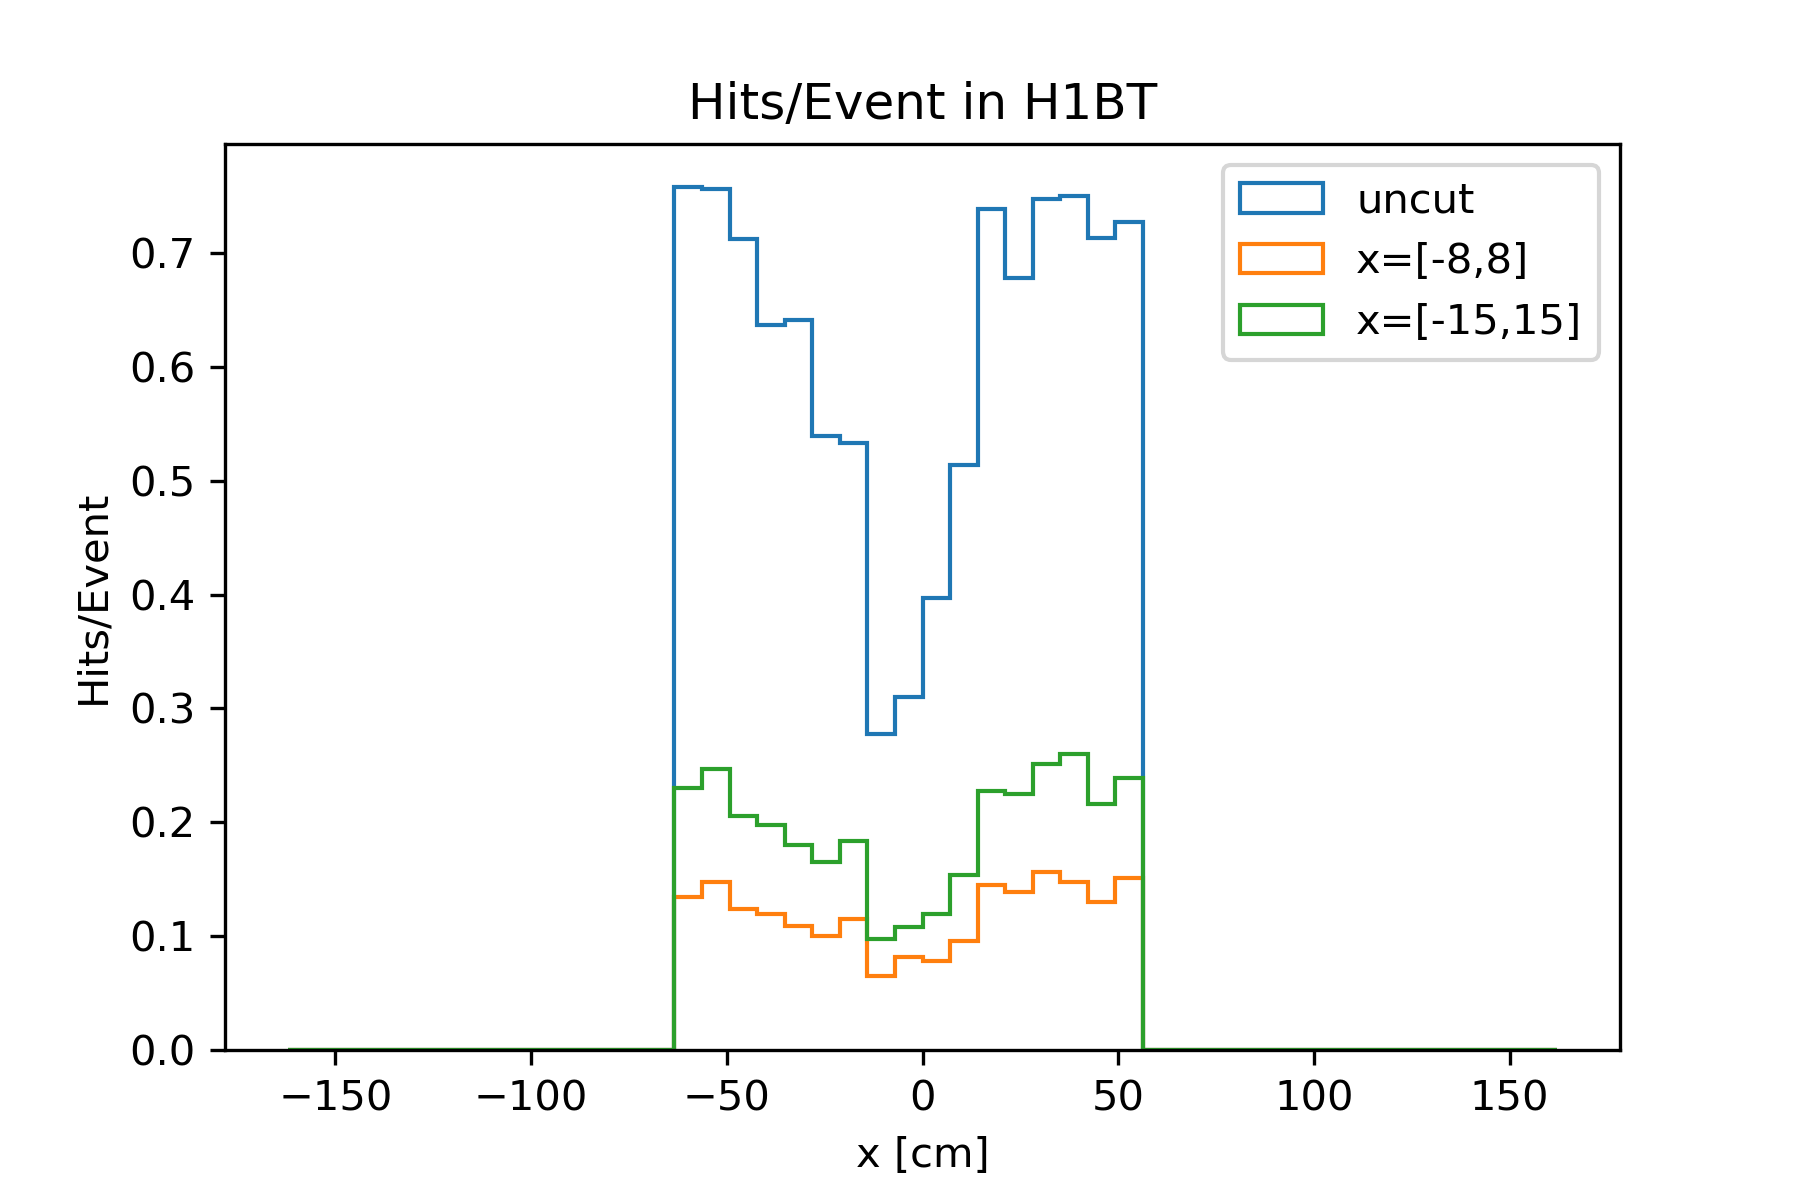 Hits/Event in H1BT
uncut
x=[-8,8]
x=[-15,15]
Hits/Event
0.7
0.6
0.5
0.4
0.3
0.2
0.1
0.0
−150 −100 −50 0 50 100 150
x [cm]